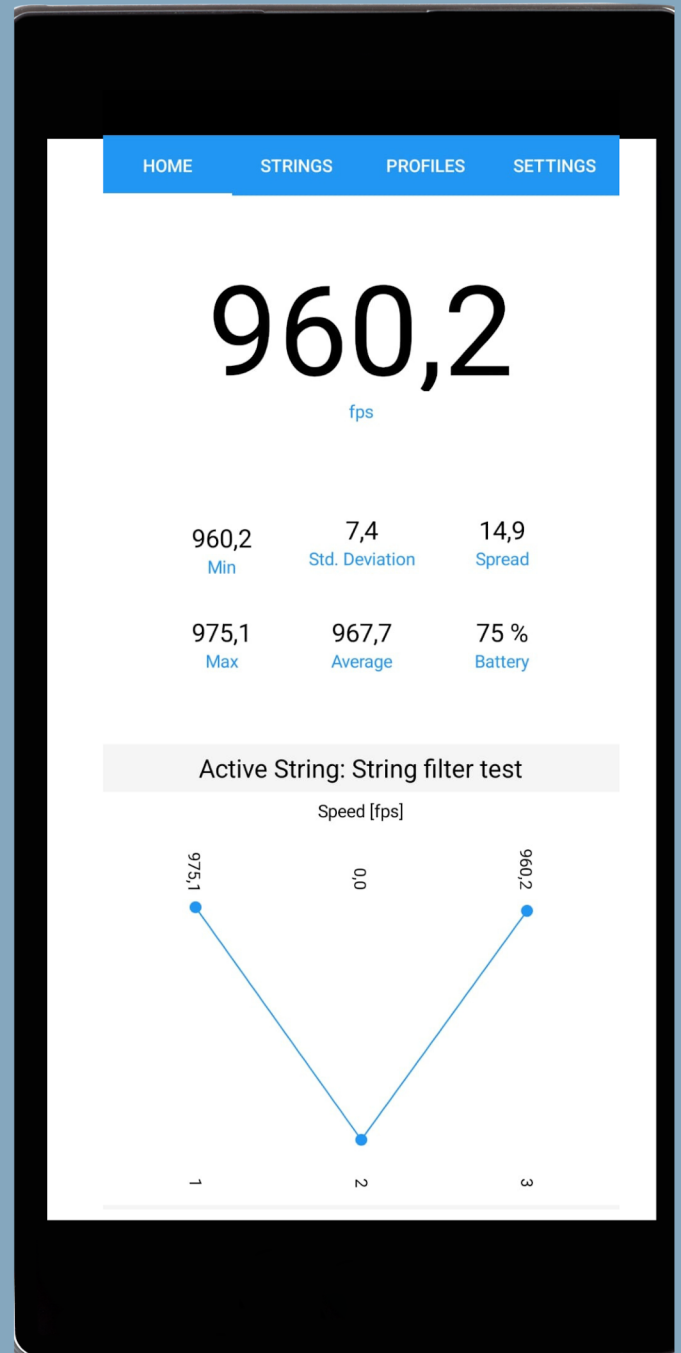 HOME STRINGS PROFILES SETTINGS
960,2
fps
960,2 7,4 14,9
Min Std. Deviation Spread
975,1 967,7 75 %
Max Average Battery
Active String: String filter test
Speed [fps]
975,1 0,0 960,2
1 2 3